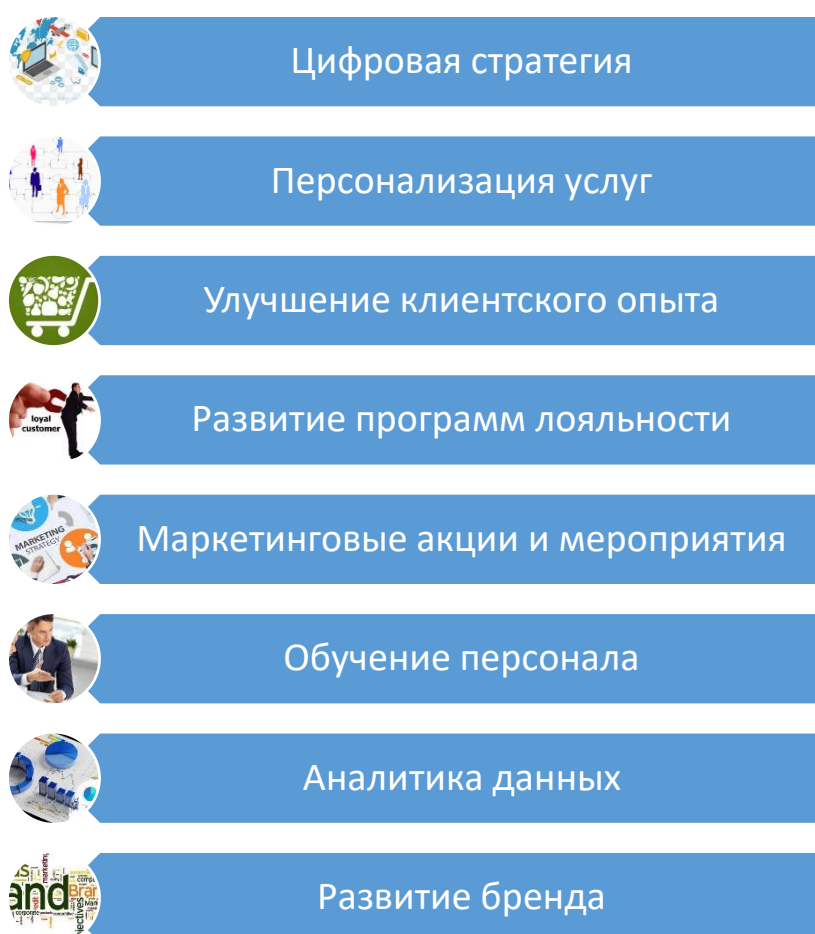 Цифровая стратегия
Персонализация услуг
Улучшение клиентского опыта
loyal
customer
Развитие программ лояльности
MARKETING
STRATEGY
Маркетинговые акции и мероприятия
Обучение персонала
Аналитика данных
and
Развитие бренда
corporate